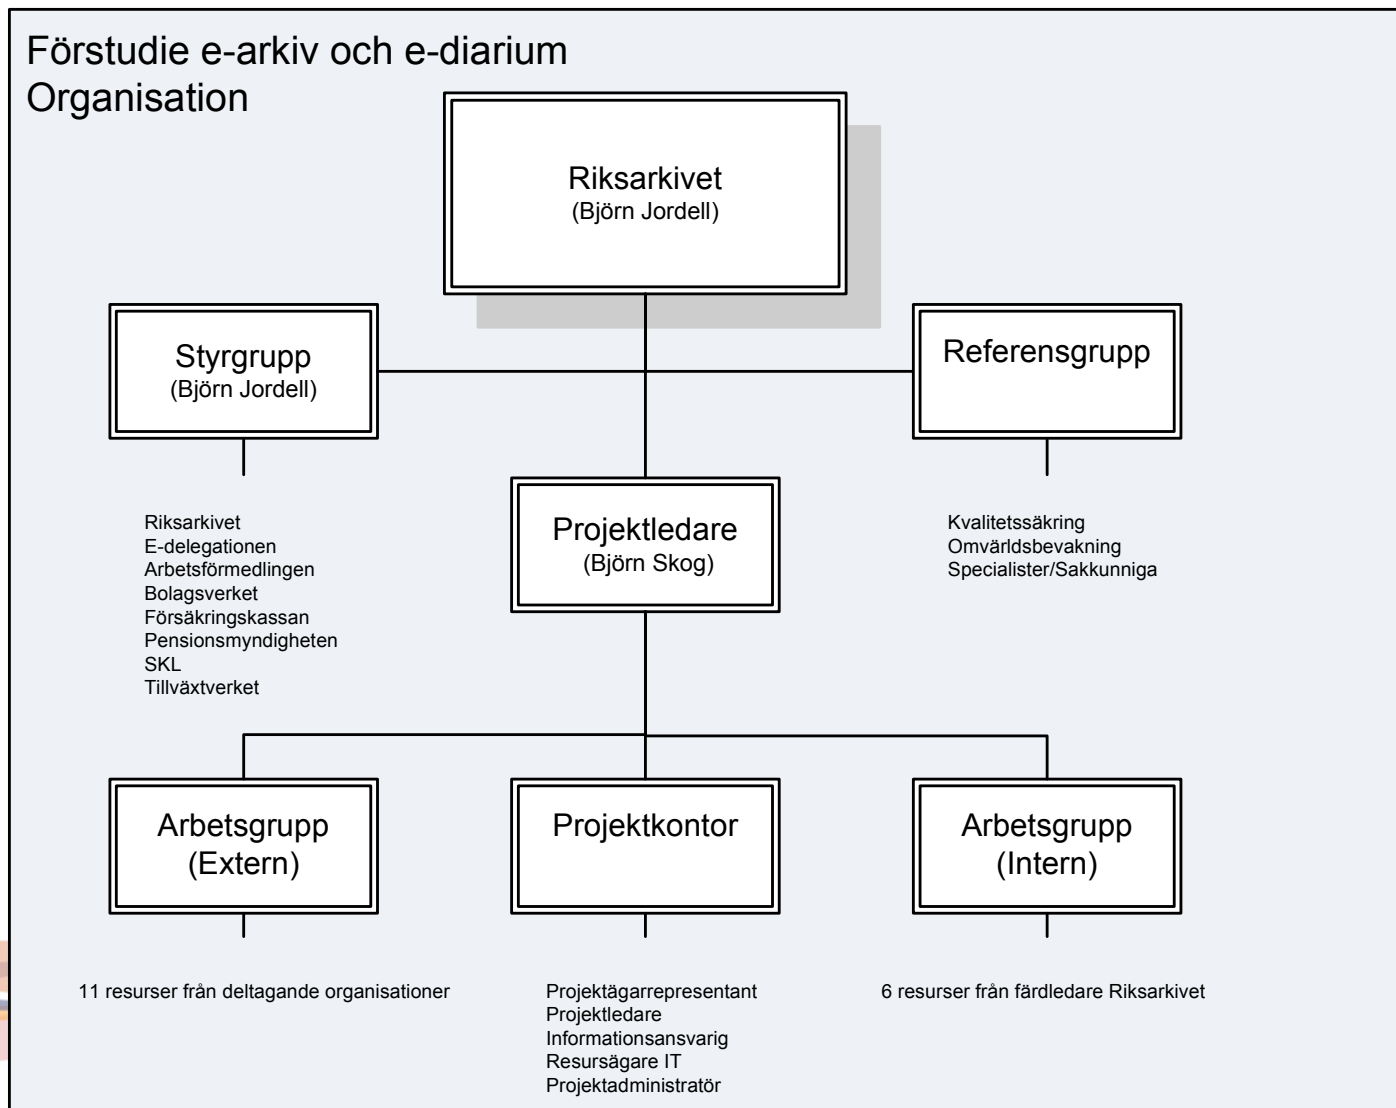 Förstudie e-arkiv och e-diarium
Organisation
Riksarkivet
(Björn Jordell)
Styrgrupp
(Björn Jordell)
Referensgrupp
Riksarkivet
E-delegationen
Arbetsförmedlingen
Bolagsverket
Försäkringskassan
Pensionsmyndigheten
SKL
Tillväxtverket
Projektledare
(Björn Skog)
Kvalitetssäkring
Omvärldsbevakning
Specialister/Sakkunniga
Arbetsgrupp
(Extern)
Projektkontor
Arbetsgrupp
(Intern)
11 resurser från deltagande organisationer
Projektägarrepresentant
Projektledare
Informationsansvarig
Resursägare IT
Projektadministratör
6 resurser från färdledare Riksarkivet